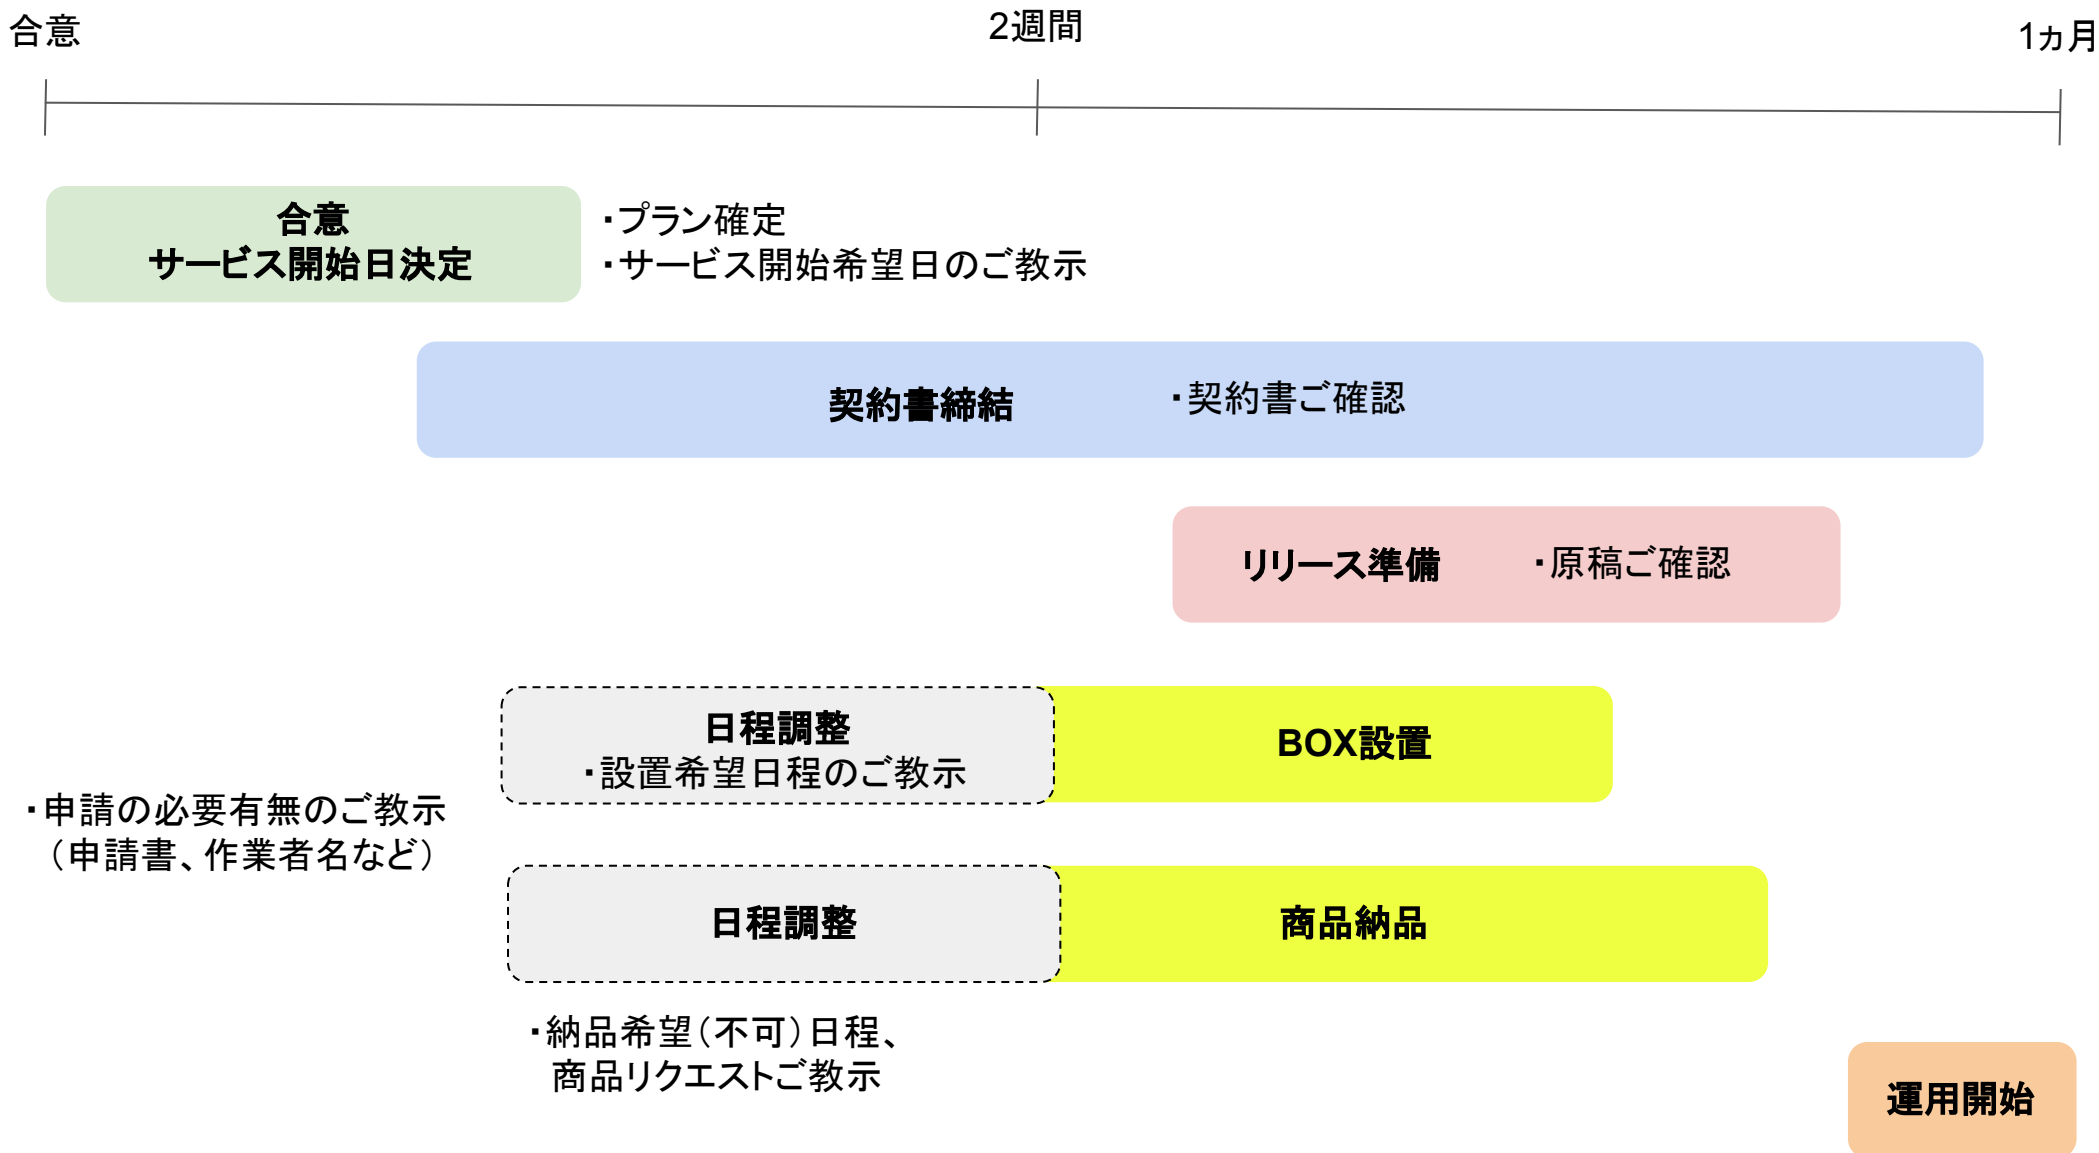 合意
2週間
1ヵ月
合意
サービス開始日決定
・プラン確定
・サービス開始希望日のご教示
契約書締結
・契約書ご確認
リリース準備
・原稿ご確認
日程調整
・設置希望日程のご教示
BOX設置
・申請の必要有無のご教示
（申請書、作業者名など）
日程調整
商品納品
・納品希望（不可）日程、
商品リクエストご教示
運用開始